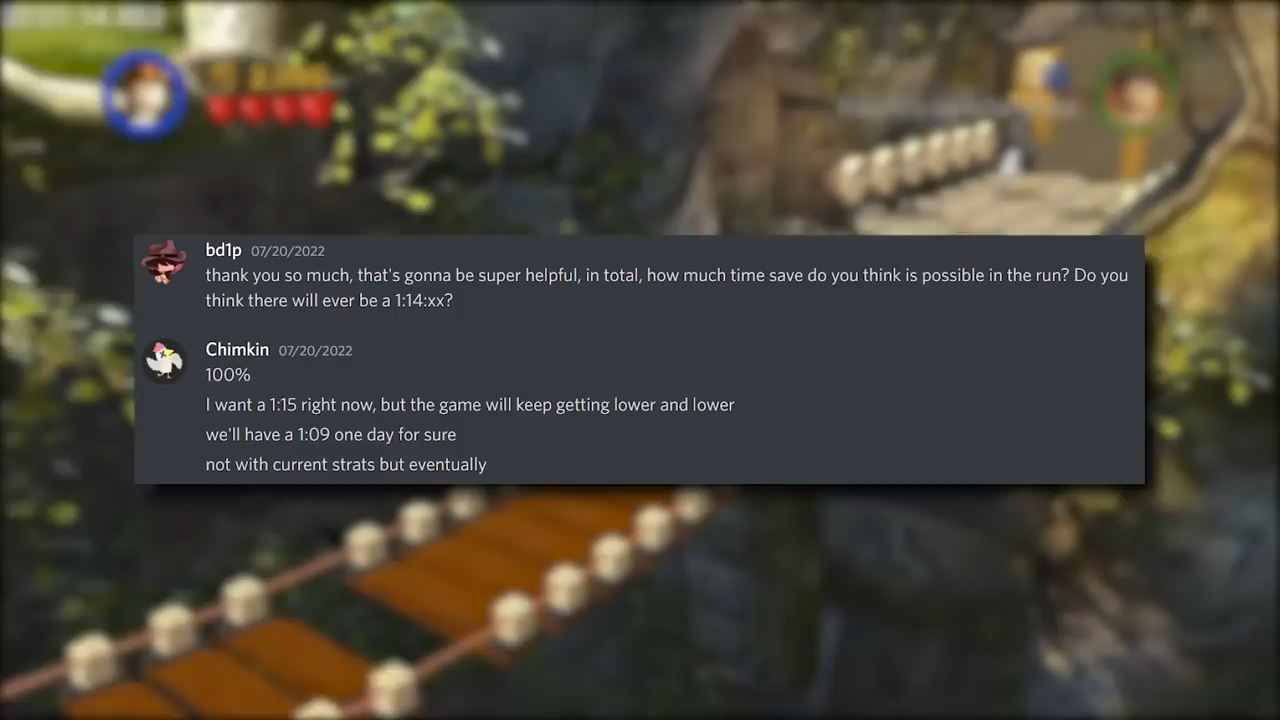 bd1p 07/20/2022
thank you so much, that's gonna be super helpful, in total, how much time save do you think is possible in the run? Do you
think there will ever be a 1:14:xx?
Chimkin 07/20/2022
100%
I want a 1:15 right now, but the game will keep getting lower and lower
we'll have a 1:09 one day for sure
not with current strats but eventually